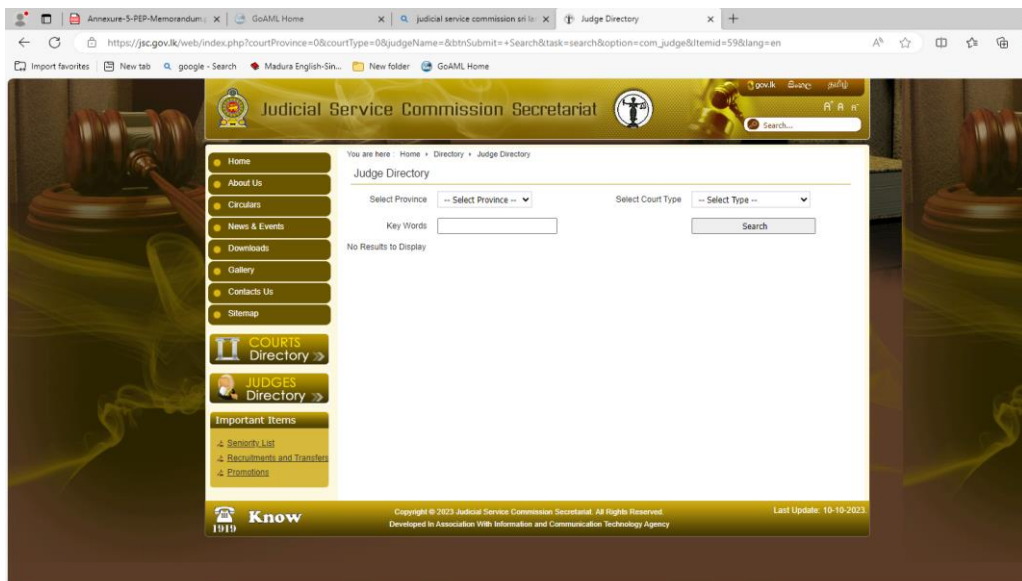 Annexure-5-PEP-Memorandum.p
GoAML Home
judicial service commission sri lan
Judge Directory
https://jsc.gov.lk/web/index.php?courtProvince=0&courtType=0&judgeName=&btnSubmit=+Search&task=search&option=com_judge&Itemid=59&lang=en
Import favorites
New tab
google - Search
Madura English-Sin...
New folder
GoAML Home
Judicial Service Commission Secretariat
gov.lk සිංහල தமிழ்
A+ A A-
Search...
Home
About Us
Circulars
News & Events
Downloads
Gallery
Contacts Us
Sitemap
COURTS
Directory
JUDGES
Directory
Important Items
Seniority List
Recruitments and Transfers
Promotions
You are here : Home Directory Judge Directory
Judge Directory
Select Province -- Select Province -- Select Court Type -- Select Type --
Key Words Search
No Results to Display
1919 Know
Copyright © 2023 Judicial Service Commission Secretariat. All Rights Reserved.
Developed In Association With Information and Communication Technology Agency
Last Update: 10-10-2023.